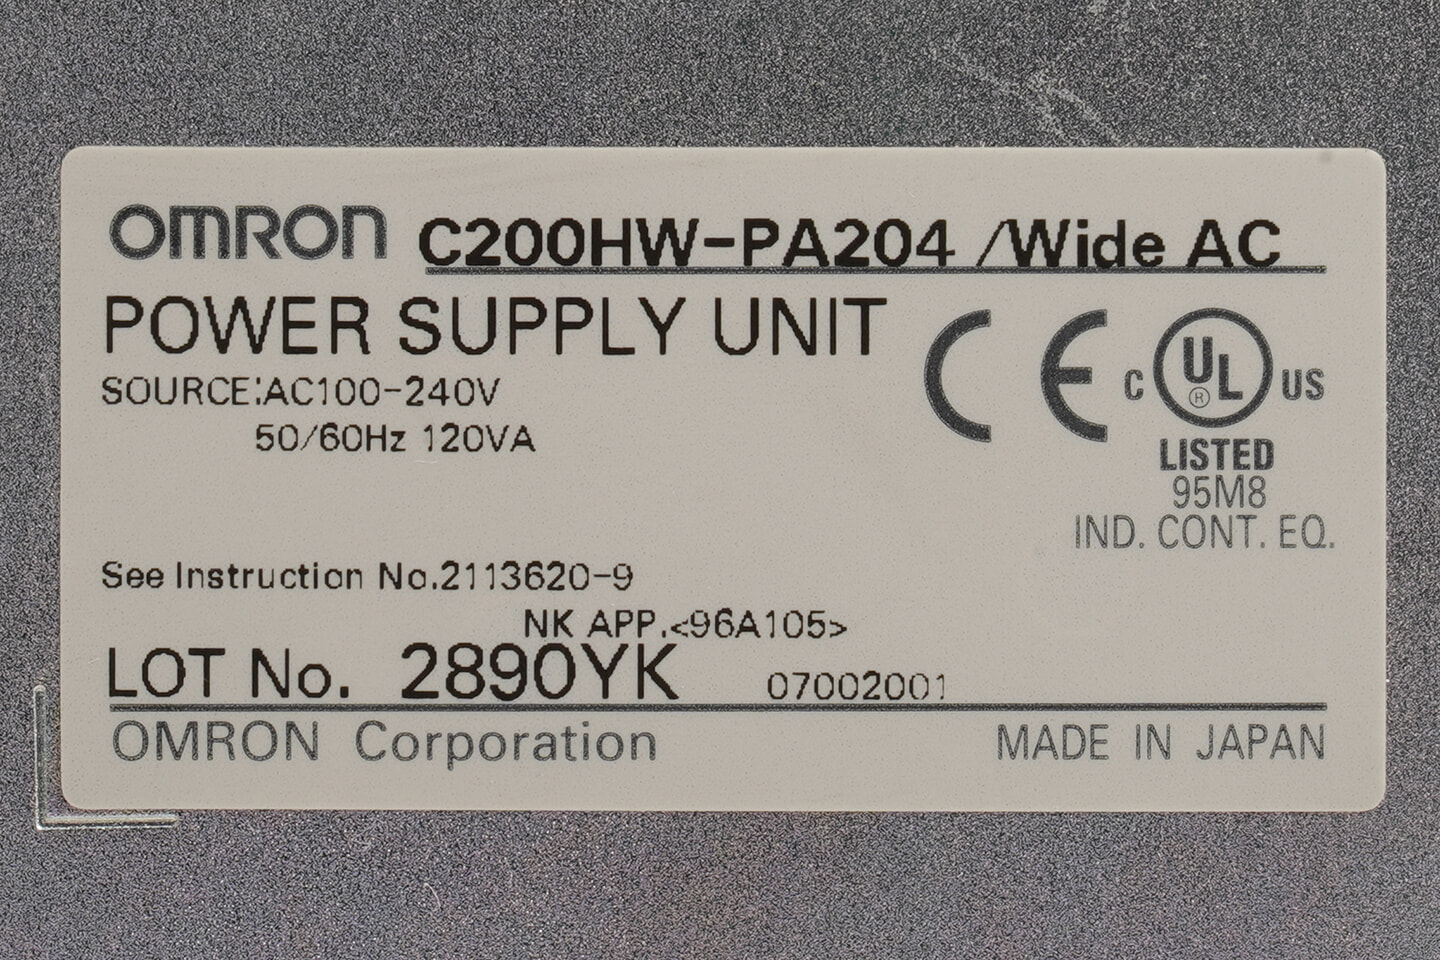 OMRON C200HW-PA204 /Wide AC
POWER SUPPLY UNIT
SOURCE:AC100-240V
50/60Hz 120VA
CE
C UL® US
LISTED
95M8
IND. CONT. EQ.
See Instruction No.2113620-9
NK APP.<96A105>
LOT No. 2890YK 07002001
OMRON Corporation MADE IN JAPAN